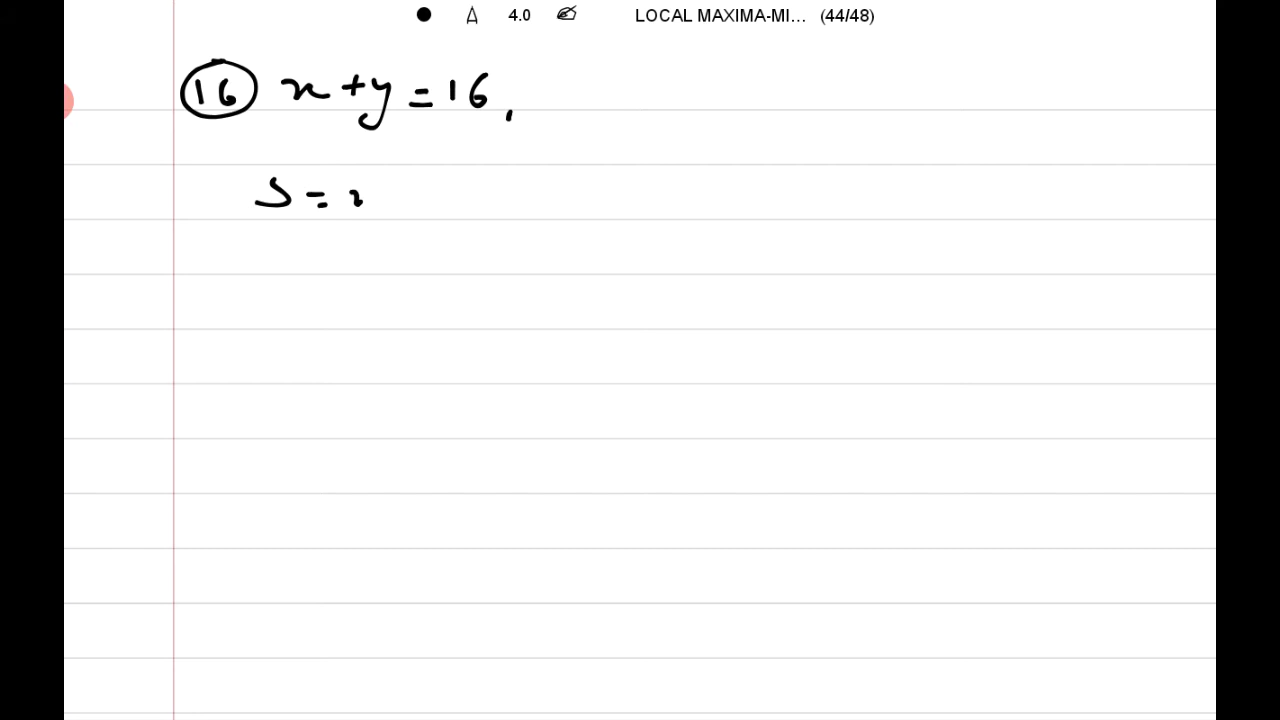 4.0 LOCAL MAXIMA-MI... (44/48)
16 x + y = 16,
S =